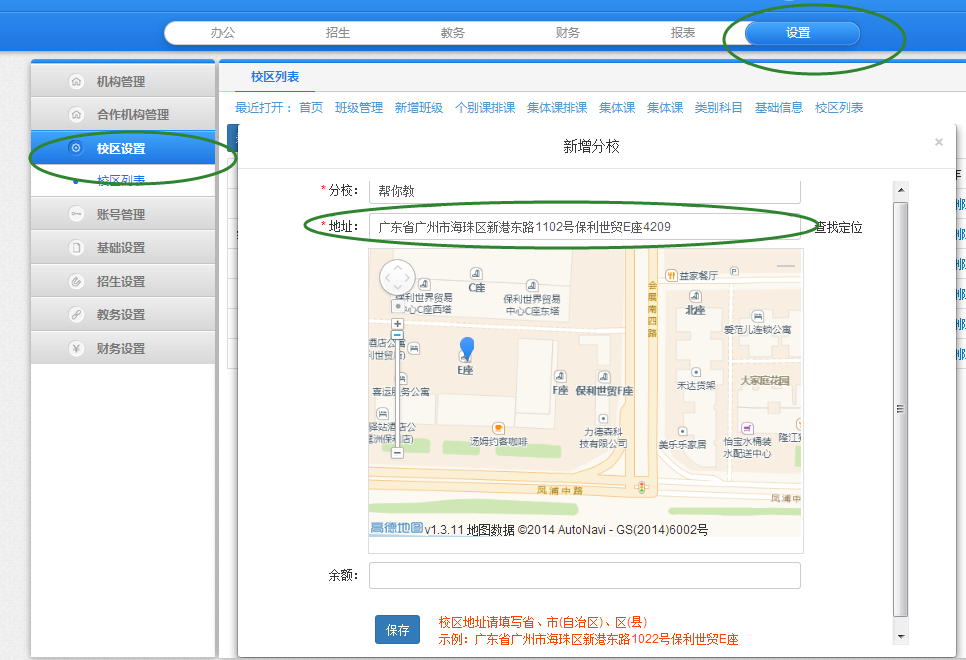 办公 招生 教务 财务 报表 设置
机构管理
合作机构管理
校区设置
校区列表
账号管理
基础设置
招生设置
教务设置
财务设置
校区列表
最近打开： 首页 班级管理 新增班级 个别课排课 集体课排课 集体课 集体课 类别科目 基础信息 校区列表
新增分校 ×
*分校： 帮你教
*地址： 广东省广州市海珠区新港东路1102号保利世贸E座4209 查找定位
C座
保利世界贸易
中心C座西塔
保利世界贸易
中心C座东塔
会展南四路
益家餐厅
P
北座
爱范儿连锁公寓
E座
F座 保利世贸F座
禾达货架
大家庭花园
喜运 务公寓
汤姆约客咖啡
力德森科
技有限公司
美乐乐家居
怡宝水桶装
水配送中心
隆江
凤浦中路
凤浦中
高德地图 v1.3.11 地图数据 ©2014 AutoNavi - GS(2014)6002号
余额：
保存
校区地址请填写省、市(自治区)、区(县)
示例：广东省广州市海珠区新港东路1022号保利世贸E座